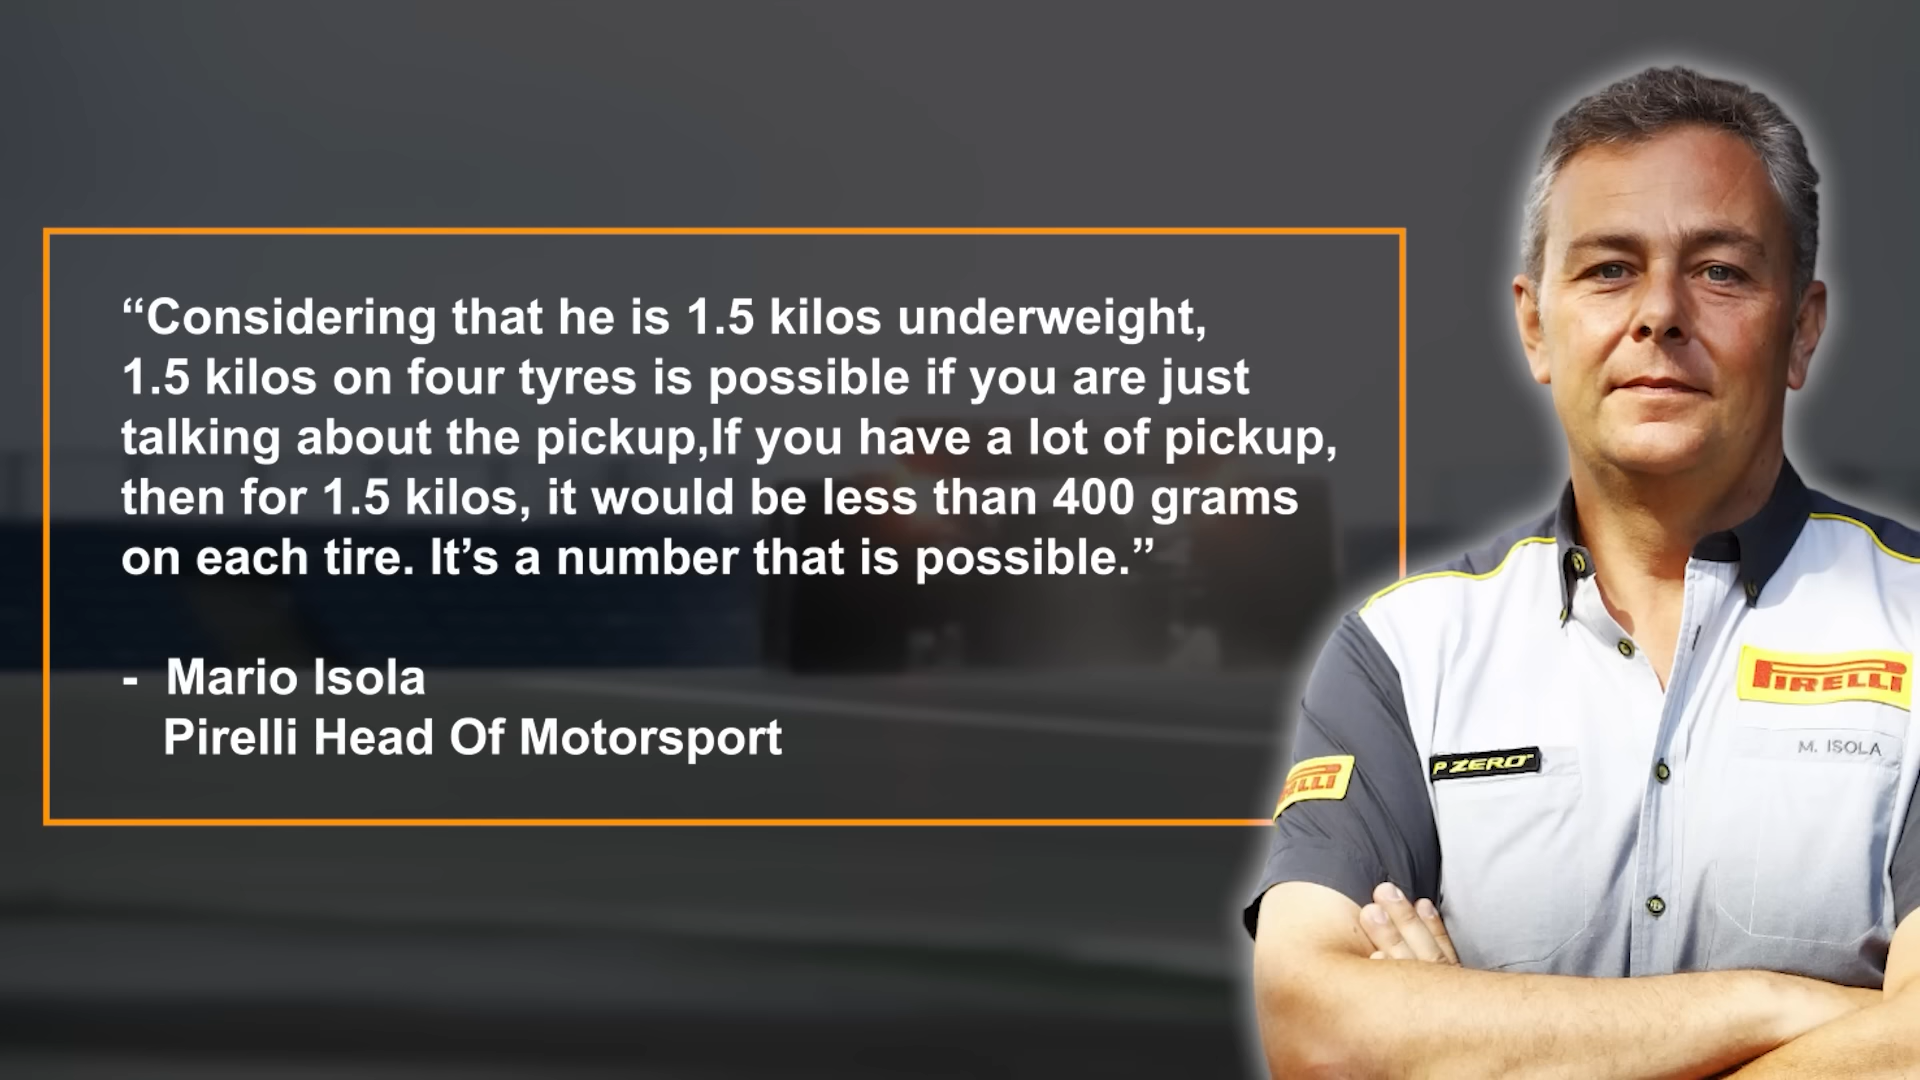 “Considering that he is 1.5 kilos underweight,
1.5 kilos on four tyres is possible if you are just
talking about the pickup,If you have a lot of pickup,
then for 1.5 kilos, it would be less than 400 grams
on each tire. It’s a number that is possible.”
- Mario Isola
Pirelli Head Of Motorsport
PIRELLI
M. ISOLA
P ZERO